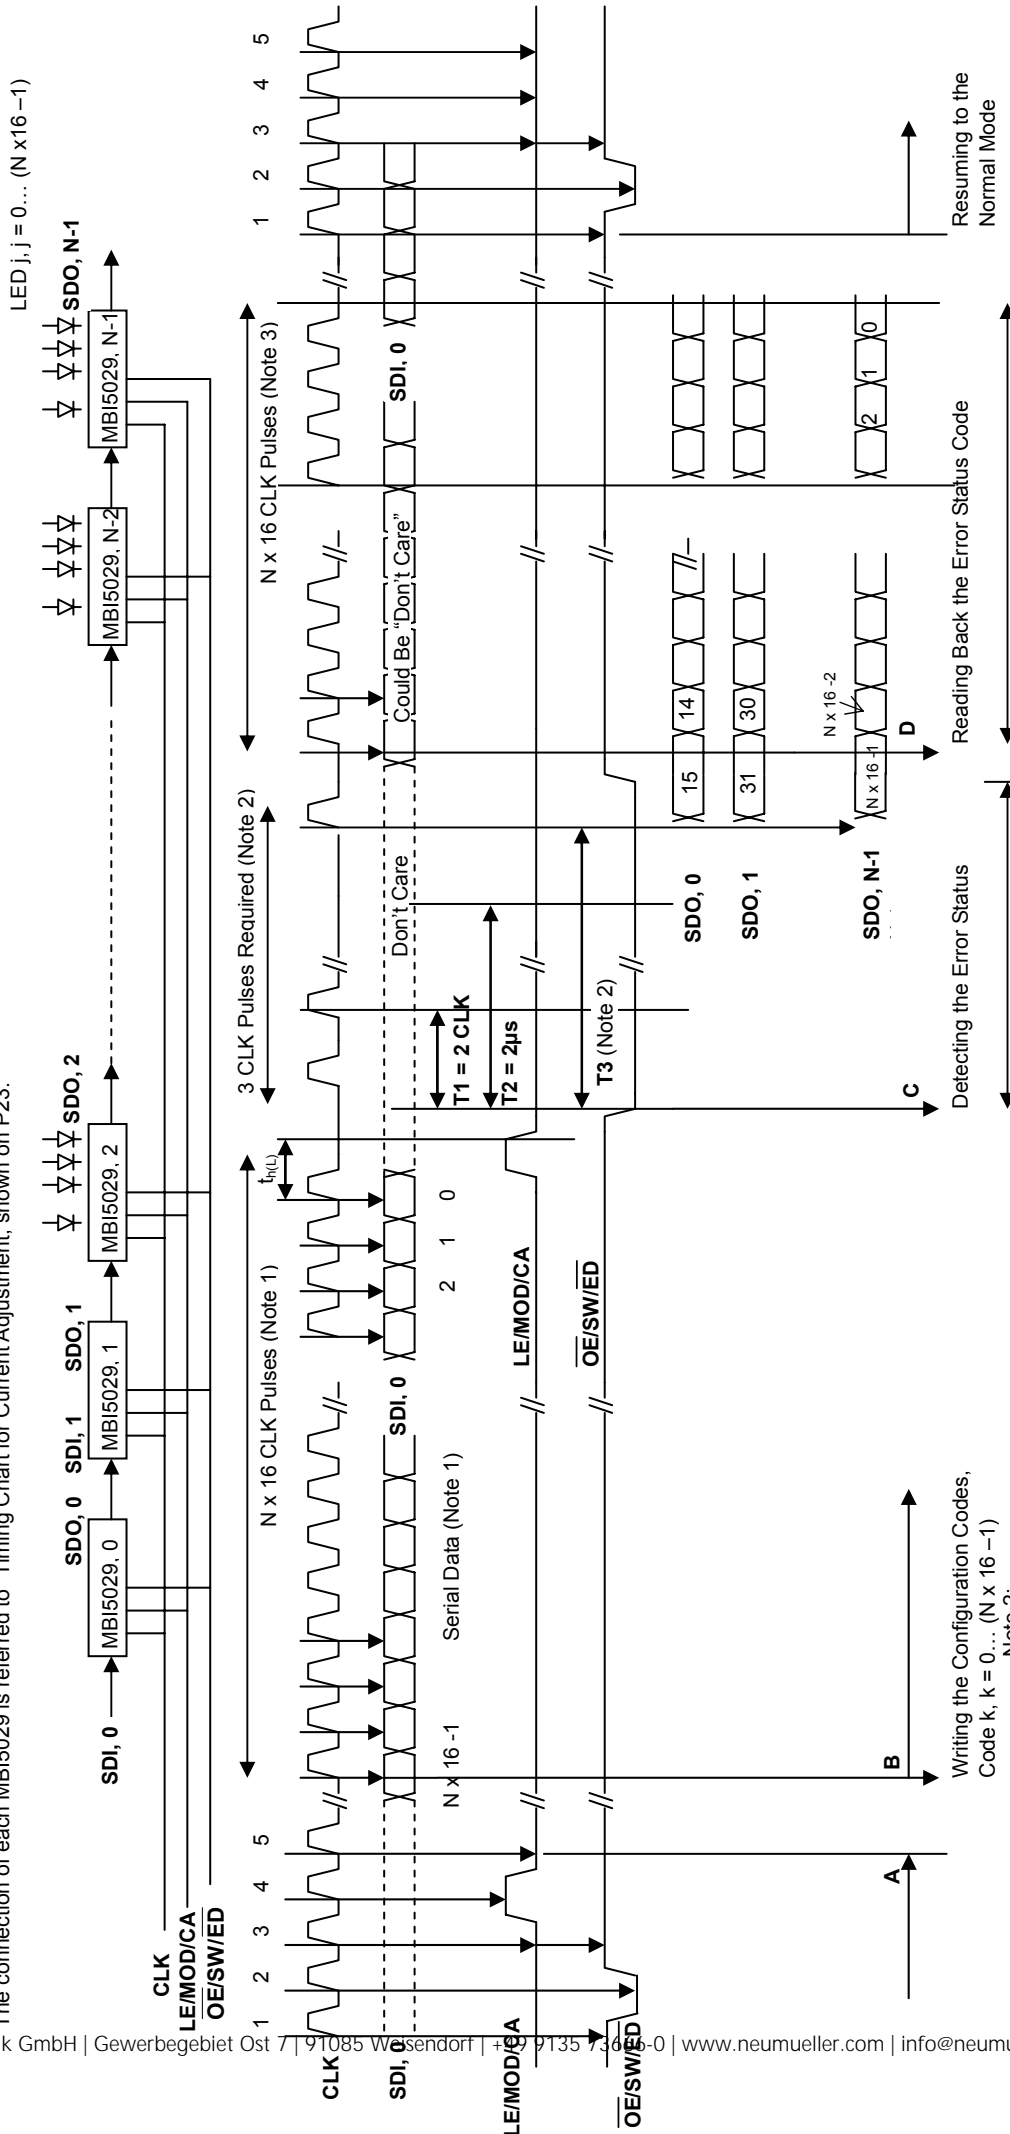 The connection of each MBI5029 is referred to "Timing Chart for Current Adjustment, shown on P23.
LED j, j = 0… (N x16 –1)
SDI, 0
MBI5029, 0
SDO, 0
SDI, 1
MBI5029, 1
SDO, 1
MBI5029, 2
SDO, 2
MBI5029, N-2
MBI5029, N-1
SDO, N-1
CLK
LE/MOD/CA
OE/SW/ED
N x 16 CLK Pulses (Note 1)
3 CLK Pulses Required (Note 2)
N x 16 CLK Pulses (Note 3)
1 2 3 4 5
1 2 3 4 5
th(L)
CLK
SDI, 0
SDI, 0
Don't Care
Could Be "Don't Care"
SDI, 0
N x 16 -1
Serial Data (Note 1)
2 1 0
T1 = 2 CLK
T2 = 2µs
T3 (Note 2)
LE/MOD/CA
LE/MOD/CA
OE/SW/ED
OE/SW/ED
SDO, 0
15 14
SDO, 1
31 30
SDO, N-1
N x 16 -1
N x 16 -2
2 1 0
A
B
C
D
Writing the Configuration Codes,
Code k, k = 0… (N x 16 –1)
Detecting the Error Status
Reading Back the Error Status Code
Resuming to the
Normal Mode
k GmbH | Gewerbegebiet Ost 7 | 91085 Weisendorf | +49 9135 73666-0 | www.neumueller.com | info@neumu